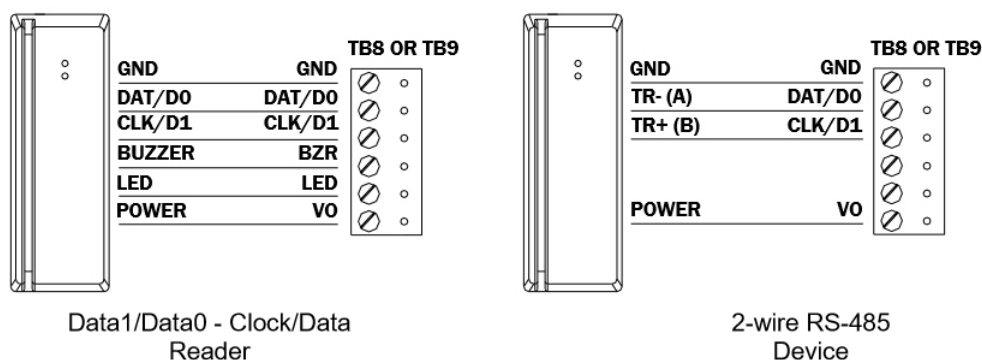 TB8 OR TB9
GND GND
DAT/D0 DAT/D0
CLK/D1 CLK/D1
BUZZER BZR
LED LED
POWER VO
Data1/Data0 - Clock/Data
Reader
TB8 OR TB9
GND GND
TR- (A) DAT/D0
TR+ (B) CLK/D1
POWER VO
2-wire RS-485
Device